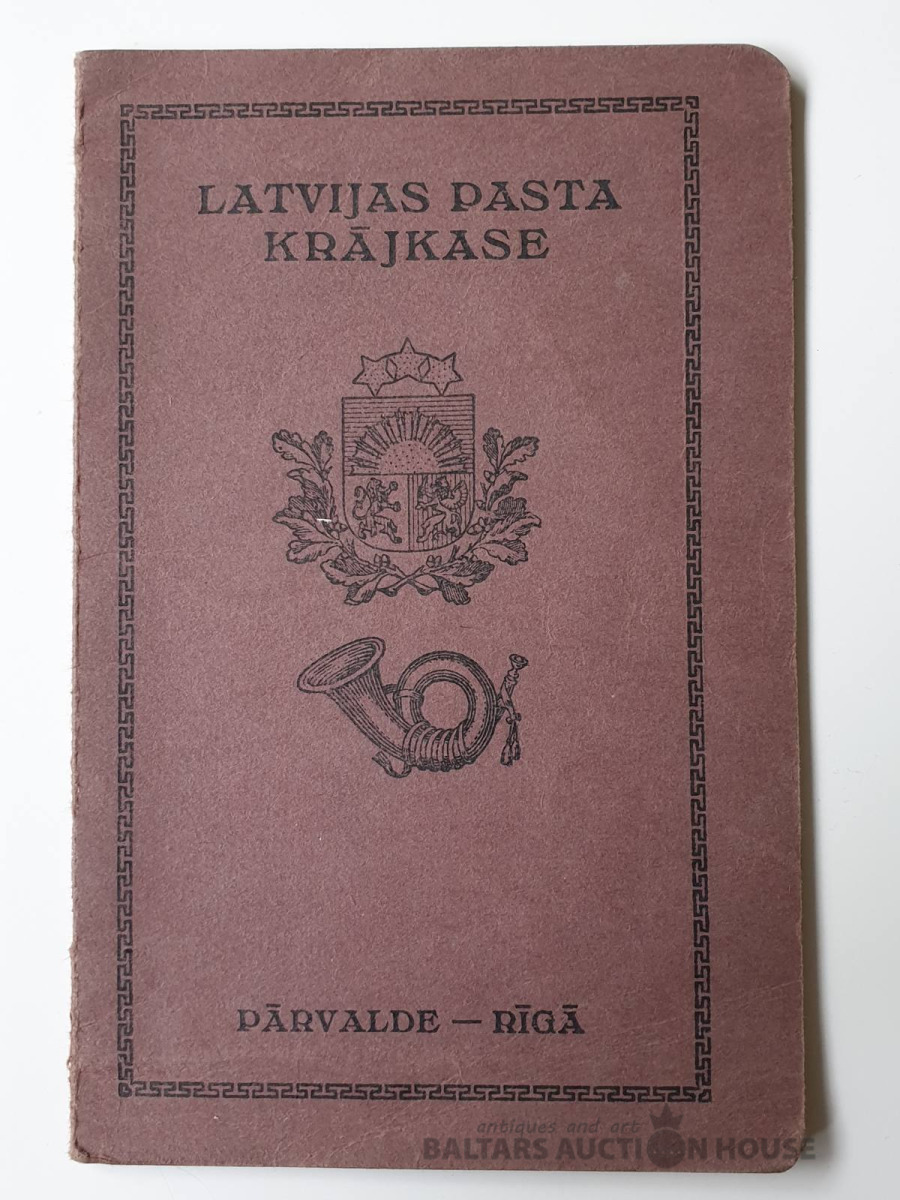 LATVIJAS PASTA
KRĀJKASE
PĀRVALDE — RĪGĀ
antiques and art
BALTARS AUCTION HOUSE